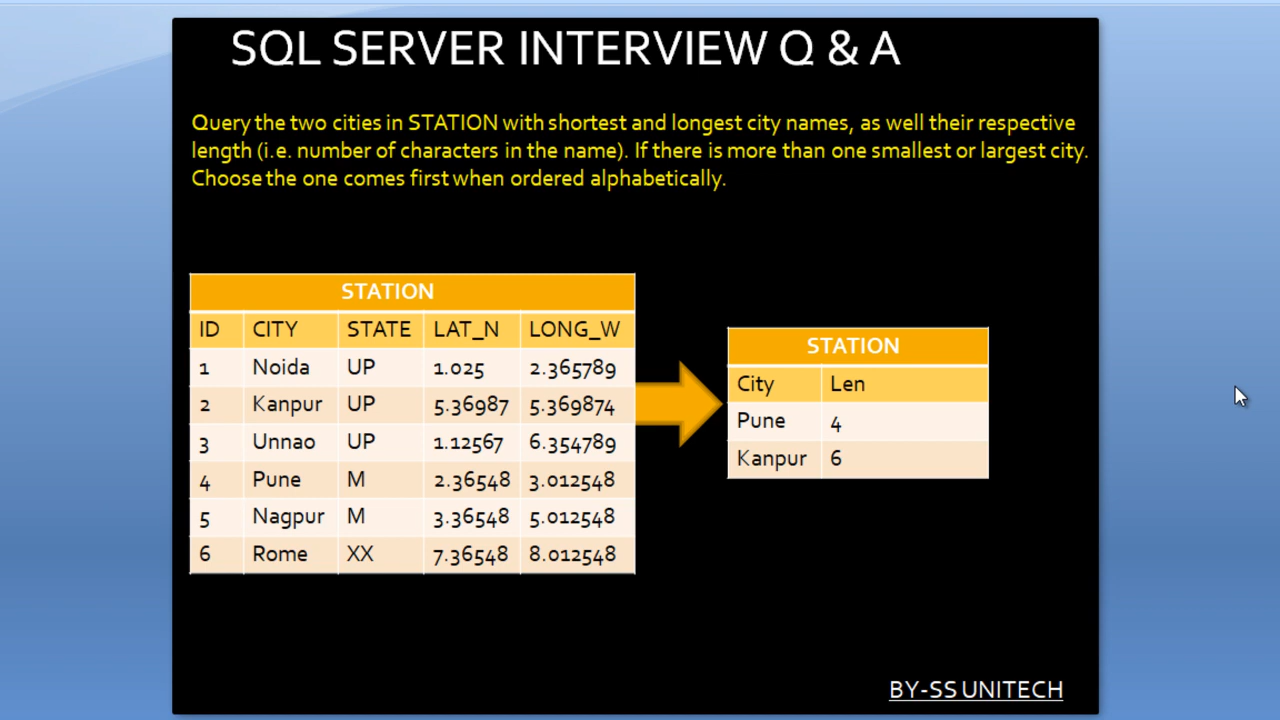 SQL SERVER INTERVIEW Q & A
Query the two cities in STATION with shortest and longest city names, as well their respective
length (i.e. number of characters in the name). If there is more than one smallest or largest city.
Choose the one comes first when ordered alphabetically.
STATION
ID CITY STATE LAT_N LONG_W
1 Noida UP 1.025 2.365789
2 Kanpur UP 5.36987 5.369874
3 Unnao UP 1.12567 6.354789
4 Pune M 2.36548 3.012548
5 Nagpur M 3.36548 5.012548
6 Rome XX 7.36548 8.012548
STATION
City Len
Pune 4
Kanpur 6
BY-SS UNITECH